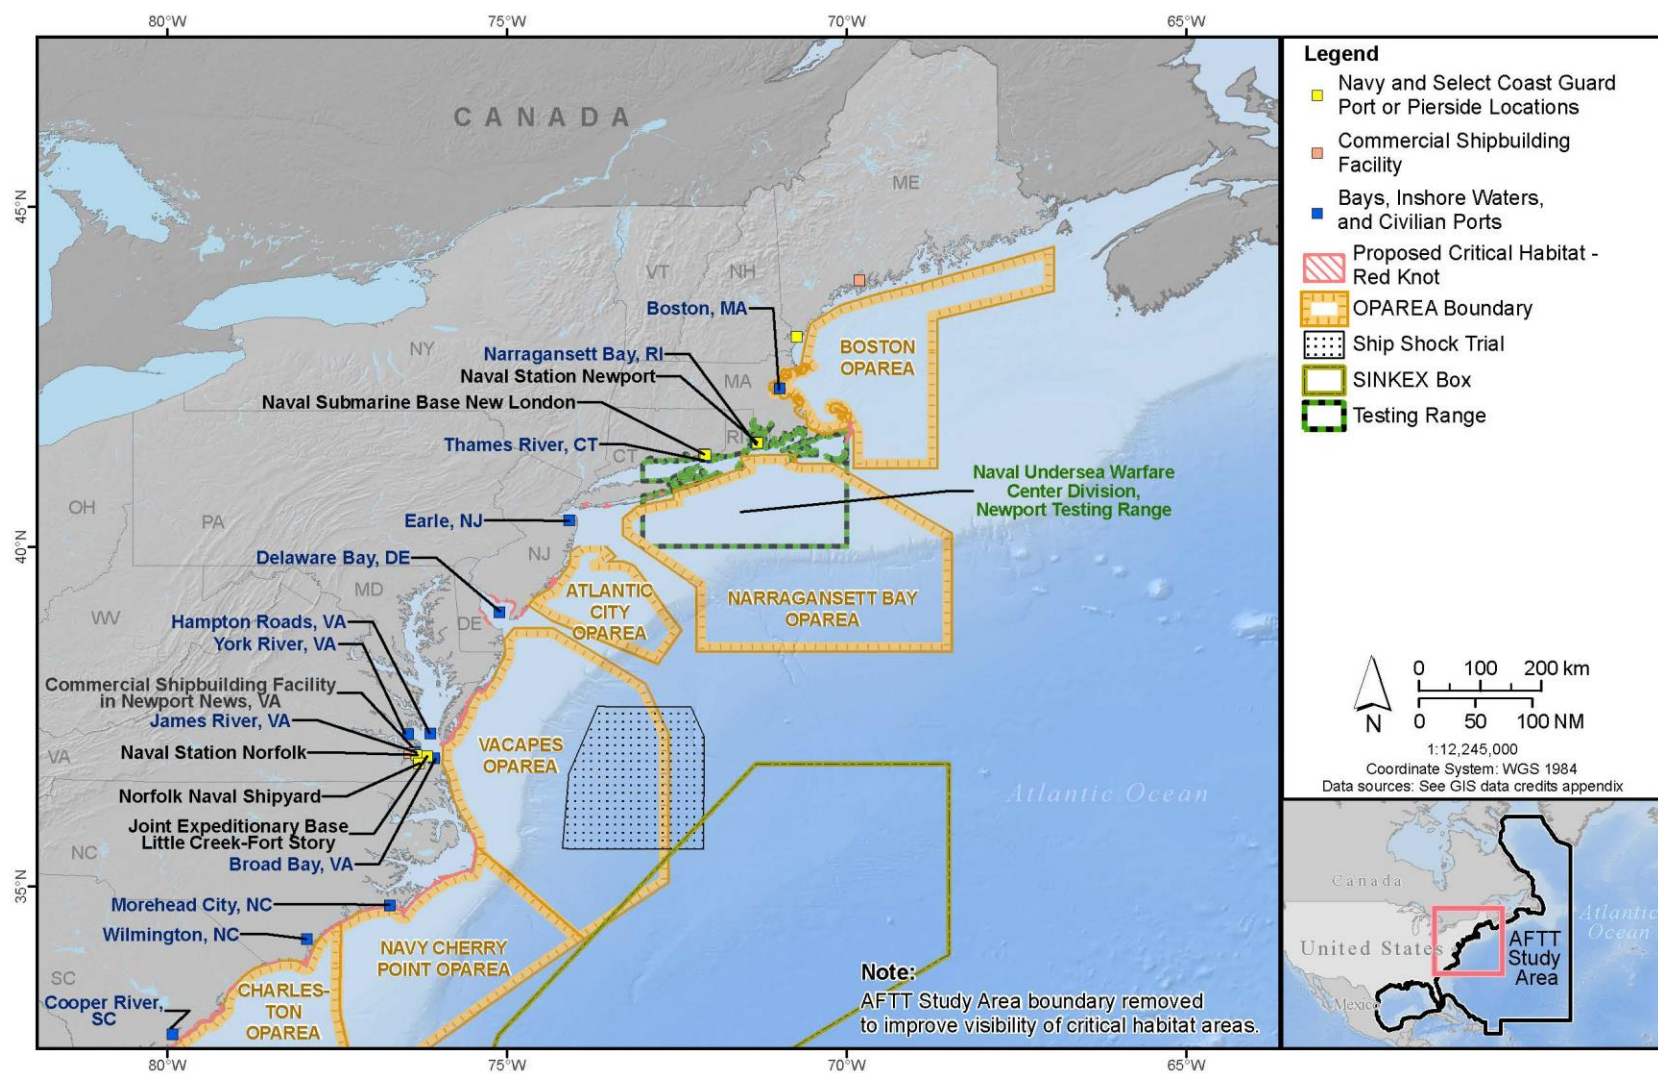 80°W
75°W
70°W
65°W
45°N
40°N
35°N
CANADA
ME
VT
NH
NY
MA
RI
CT
OH
PA
NJ
MD
WV
DE
VA
NC
SC
Boston, MA
Narragansett Bay, RI
Naval Station Newport
Naval Submarine Base New London
Thames River, CT
Earle, NJ
Delaware Bay, DE
Hampton Roads, VA
York River, VA
Commercial Shipbuilding Facility
in Newport News, VA
James River, VA
Naval Station Norfolk
Norfolk Naval Shipyard
Joint Expeditionary Base
Little Creek-Fort Story
Broad Bay, VA
Morehead City, NC
Wilmington, NC
Cooper River,
SC
BOSTON
OPAREA
Naval Undersea Warfare
Center Division,
Newport Testing Range
NARRAGANSETT BAY
OPAREA
ATLANTIC
CITY
OPAREA
VACAPES
OPAREA
NAVY CHERRY
POINT OPAREA
CHARLES-
TON
OPAREA
Atlantic Ocean
Note:
AFTT Study Area boundary removed
to improve visibility of critical habitat areas.
80°W
75°W
70°W
65°W
Legend
Navy and Select Coast Guard
Port or Pierside Locations
Commercial Shipbuilding
Facility
Bays, Inshore Waters,
and Civilian Ports
Proposed Critical Habitat -
Red Knot
OPAREA Boundary
Ship Shock Trial
SINKEX Box
Testing Range
N
0 100 200 km
0 50 100 NM
1:12,245,000
Coordinate System: WGS 1984
Data sources: See GIS data credits appendix
Canada
United States
Mexico
Atlantic
Ocean
AFTT
Study
Area